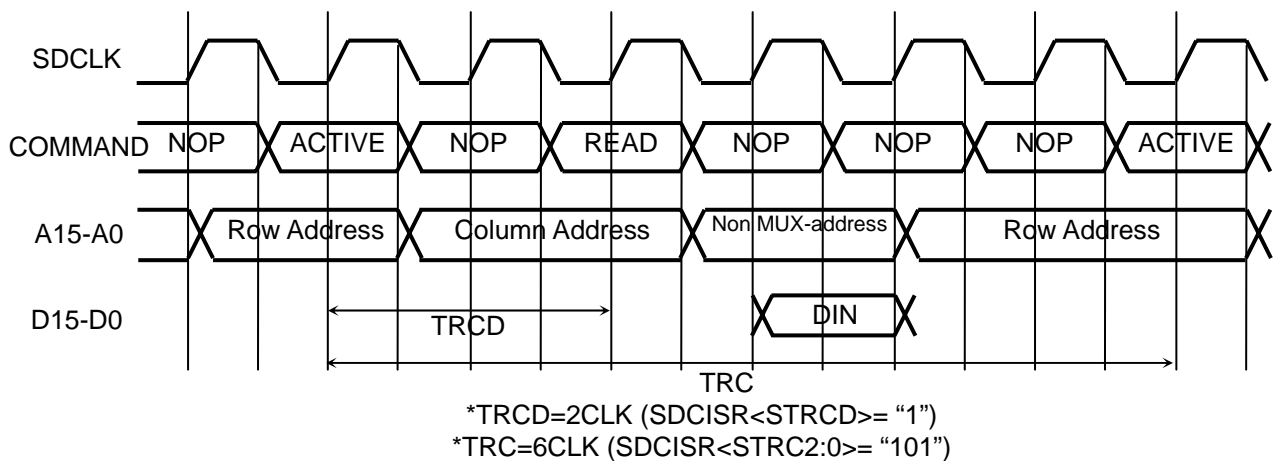 SDCLK
COMMAND NOP ACTIVE NOP READ NOP NOP NOP ACTIVE
A15-A0 Row Address Column Address Non MUX-address Row Address
D15-D0 TRCD DIN
TRC
*TRCD=2CLK (SDCISR<STRCD>= “1”)
*TRC=6CLK (SDCISR<STRC2:0>= “101”)